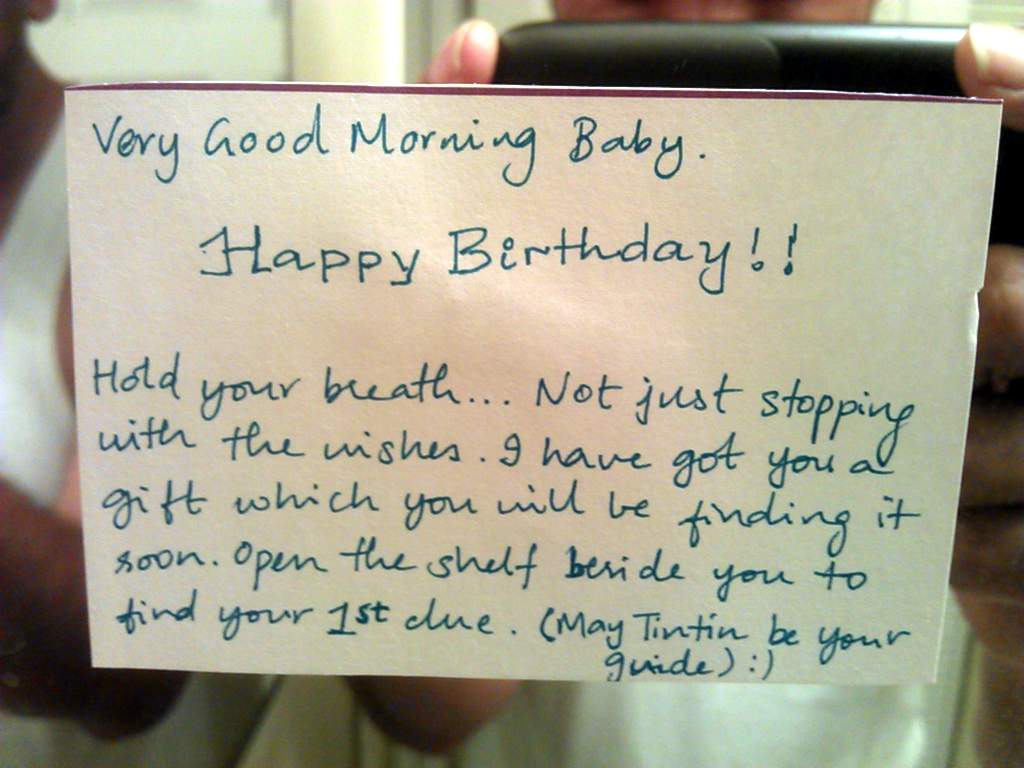 Very Good Morning Baby.
Happy Birthday!!
Hold your breath... Not just stopping
with the wishes. I have got you a
gift which you will be finding it
soon. Open the shelf beside you to
find your 1st clue. (May Tintin be your
guide) :)